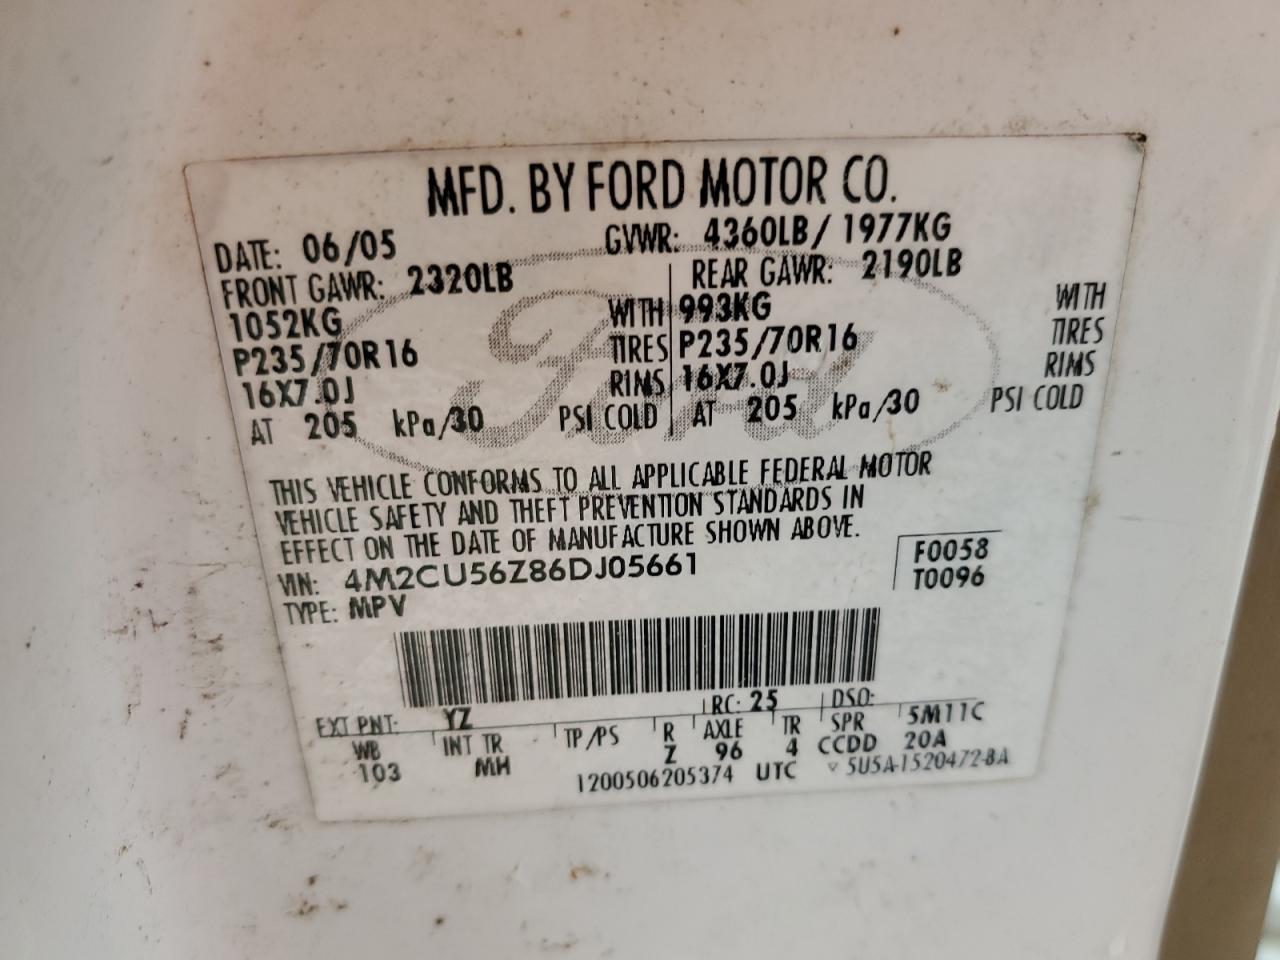 MFD. BY FORD MOTOR CO.
DATE: 06/05 GVWR: 4360LB/ 1977KG
FRONT GAWR: 2320LB REAR GAWR: 2190LB
1052KG WITH 993KG WITH
P235/70R16 TIRES P235/70R16 TIRES
16X7.0J RIMS 16X7.0J RIMS
AT 205 kPa/30 PSI COLD AT 205 kPa/30 PSI COLD
Ford
THIS VEHICLE CONFORMS TO ALL APPLICABLE FEDERAL MOTOR
VEHICLE SAFETY AND THEFT PREVENTION STANDARDS IN
EFFECT ON THE DATE OF MANUFACTURE SHOWN ABOVE.
VIN: 4M2CU56Z86DJ05661 F0058
TYPE: MPV T0096
EXT PNT: YZ RC: 25 DSO:
WB INT TR TP/PS R AXLE TR SPR 5M11C
103 MH Z 96 4 CCDD 20A
1200506205374 UTC ▽ 5U5A-1520472-8A